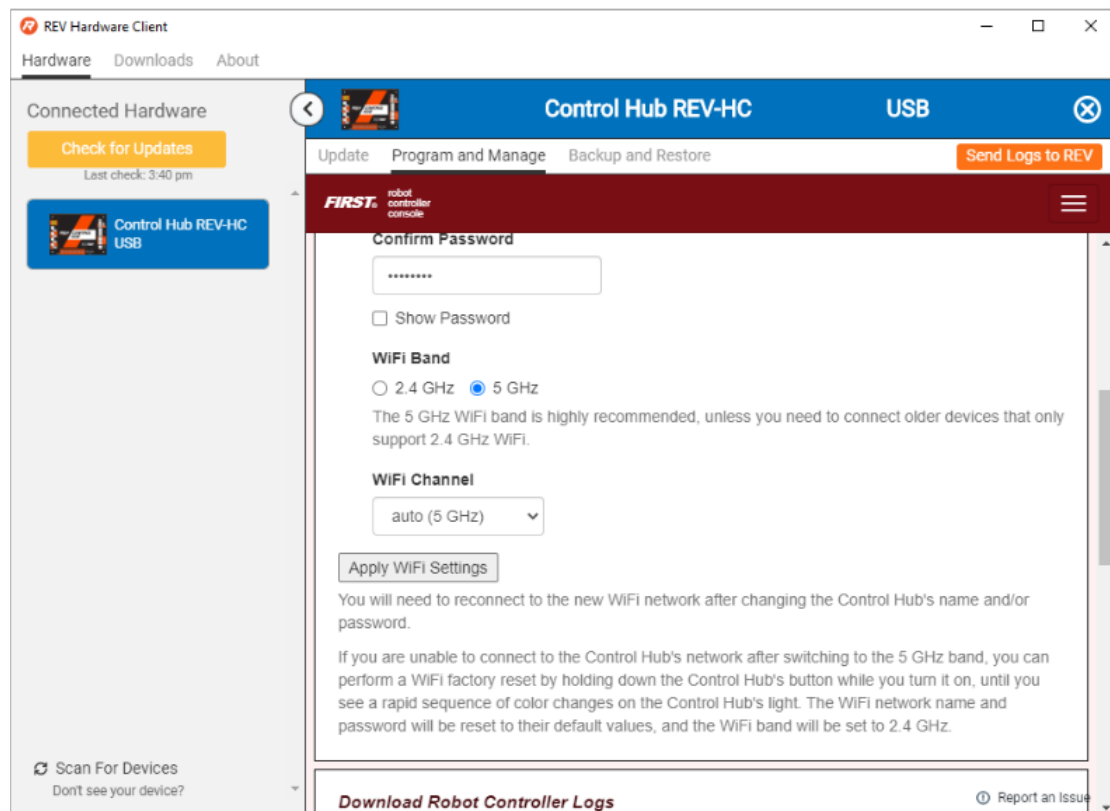 REV Hardware Client
Hardware Downloads About
Connected Hardware
Check for Updates
Last check: 3:40 pm
Control Hub REV-HC
USB
Scan For Devices
Don't see your device?
Control Hub REV-HC USB
Update Program and Manage Backup and Restore Send Logs to REV
FIRST® robot
controller
console
Confirm Password
••••••••
Show Password
WiFi Band
2.4 GHz 5 GHz
The 5 GHz WiFi band is highly recommended, unless you need to connect older devices that only
support 2.4 GHz WiFi.
WiFi Channel
auto (5 GHz)
Apply WiFi Settings
You will need to reconnect to the new WiFi network after changing the Control Hub's name and/or
password.
If you are unable to connect to the Control Hub's network after switching to the 5 GHz band, you can
perform a WiFi factory reset by holding down the Control Hub's button while you turn it on, until you
see a rapid sequence of color changes on the Control Hub's light. The WiFi network name and
password will be reset to their default values, and the WiFi band will be set to 2.4 GHz.
Download Robot Controller Logs
Report an Issue